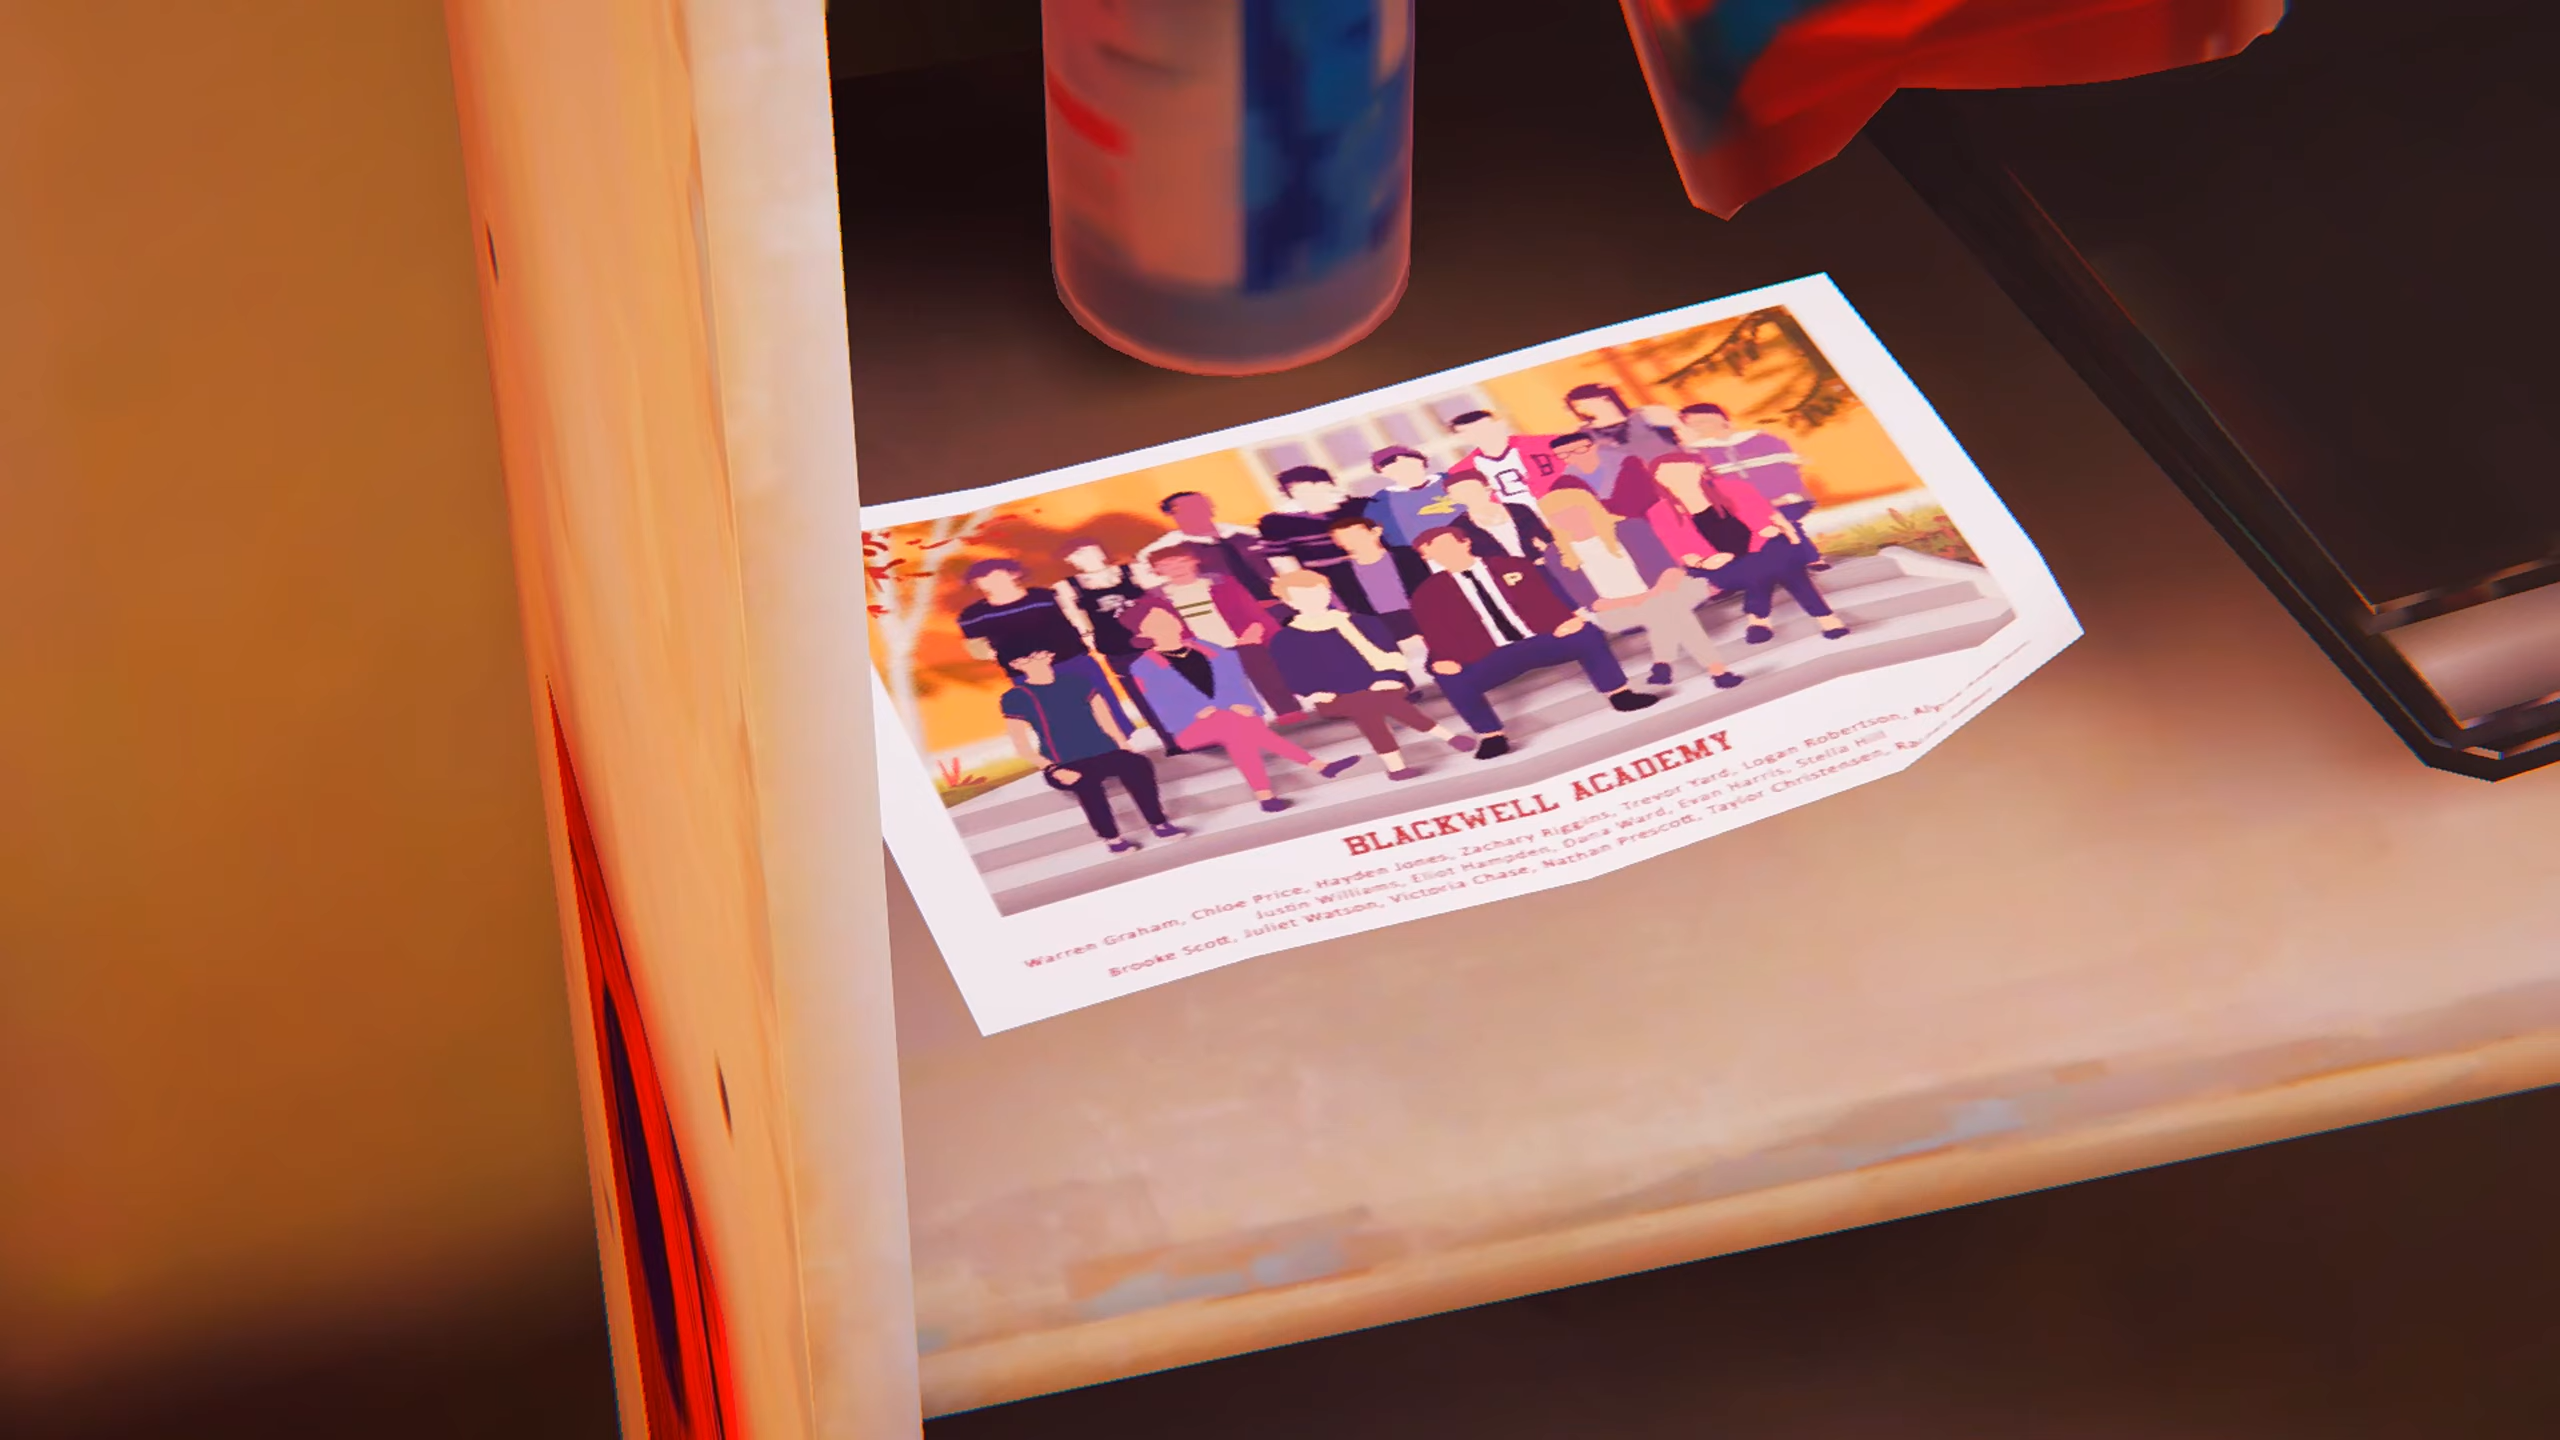 BLACKWELL ACADEMY
Warren Graham, Chloe Price, Hayden Jones, Zachary Riggins, Trevor Yard, Logan Robertson,
Justin Williams, Eliot Hampden, Dana Ward, Evan Harris, Stella Hill
Brooke Scott, Juliet Watson, Victoria Chase, Nathan Prescott, Taylor Christensen,